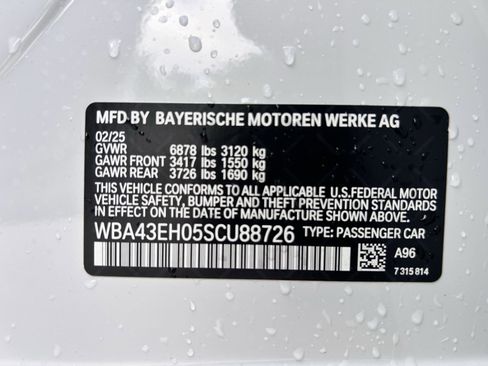 MFD BY BAYERISCHE MOTOREN WERKE AG
02/25
GVWR 6878 lbs 3120 kg
GAWR FRONT 3417 lbs 1550 kg
GAWR REAR 3726 lbs 1690 kg
THIS VEHICLE CONFORMS TO ALL APPLICABLE U.S.FEDERAL MOTOR
VEHICLE SAFETY, BUMPER, AND THEFT PREVENTION STANDARDS
IN EFFECT ON THE DATE OF MANUFACTURE SHOWN ABOVE.
WBA43EH05SCU88726 TYPE: PASSENGER CAR
A96
7 315 814